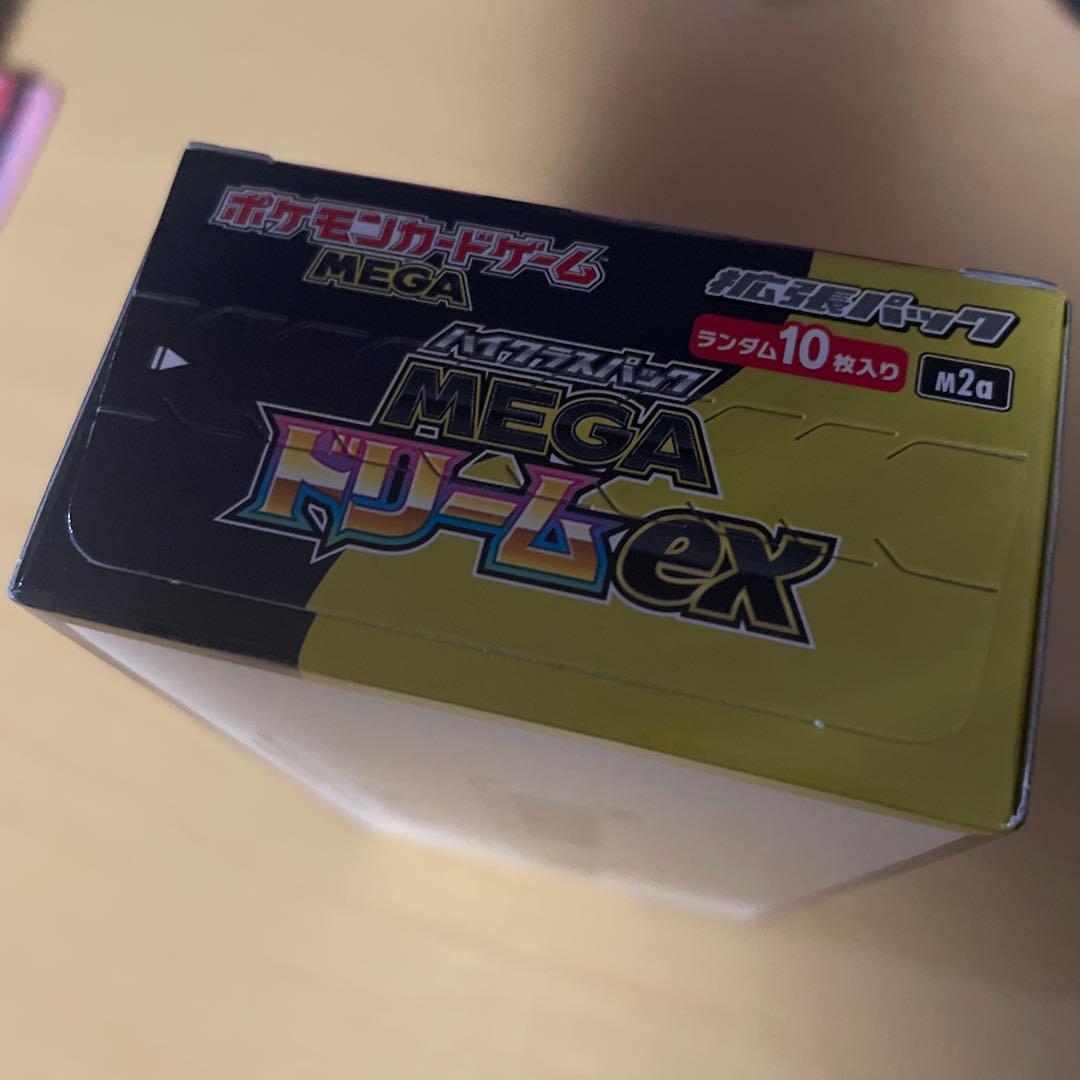 ポケモンカードゲーム
MEGA
拡張パック
ランダム10枚入り
M2a
ハイクラスパック
MEGA
ドリームex